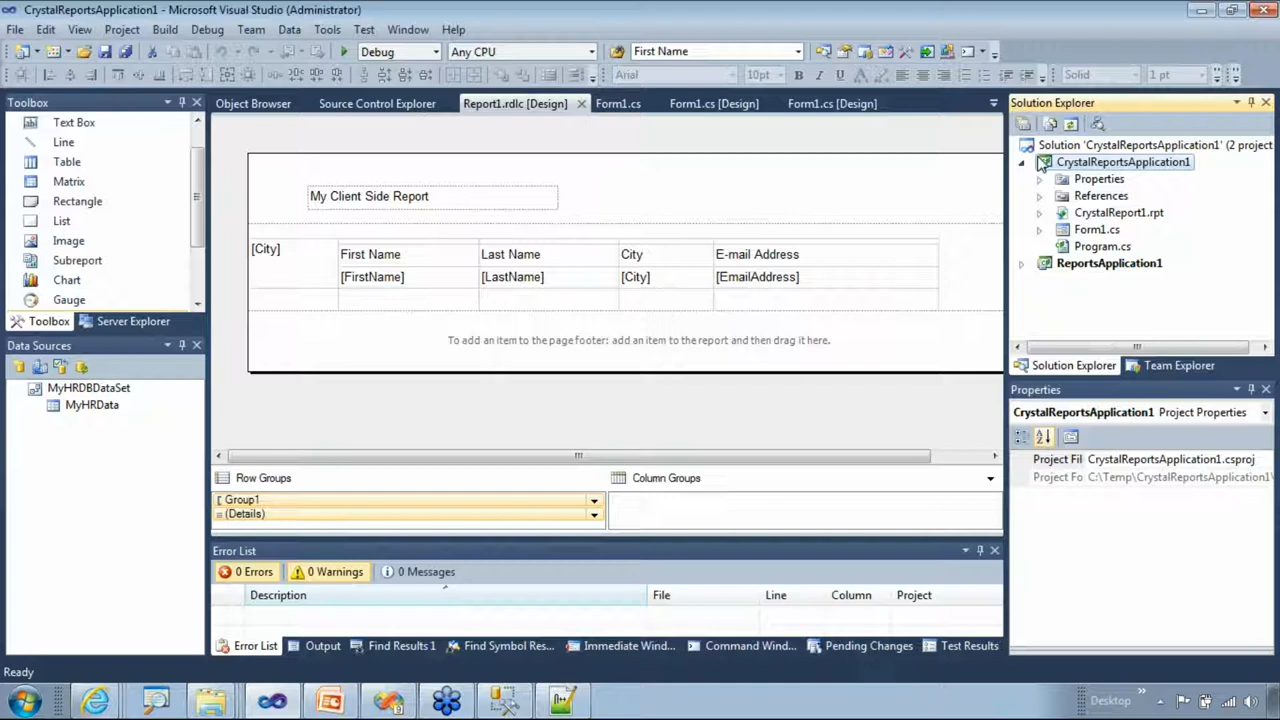 CrystalReportsApplication1 - Microsoft Visual Studio (Administrator)
File Edit View Project Build Debug Team Data Tools Test Window Help
Debug Any CPU First Name
Arial 10pt B I U A Solid 1 pt
Toolbox
Text Box
Line
Table
Matrix
Rectangle
List
Image
Subreport
Chart
Gauge
Toolbox Server Explorer
Data Sources
MyHRDBDataSet
MyHRData
Object Browser Source Control Explorer Report1.rdlc [Design] Form1.cs Form1.cs [Design] Form1.cs [Design]
My Client Side Report
[City] First Name Last Name City E-mail Address
[FirstName] [LastName] [City] [EmailAddress]
To add an item to the page footer: add an item to the report and then drag it here.
Row Groups Column Groups
Group1
(Details)
Error List
0 Errors 0 Warnings 0 Messages
Description File Line Column Project
Error List Output Find Results 1 Find Symbol Res... Immediate Wind... Command Wind... Pending Changes Test Results
Solution Explorer
Solution 'CrystalReportsApplication1' (2 project
CrystalReportsApplication1
Properties
References
CrystalReport1.rpt
Form1.cs
Program.cs
ReportsApplication1
Solution Explorer Team Explorer
Properties
CrystalReportsApplication1 Project Properties
Project Fil CrystalReportsApplication1.csproj
Project Fo C:\Temp\CrystalReportsApplication1\
Ready
Desktop